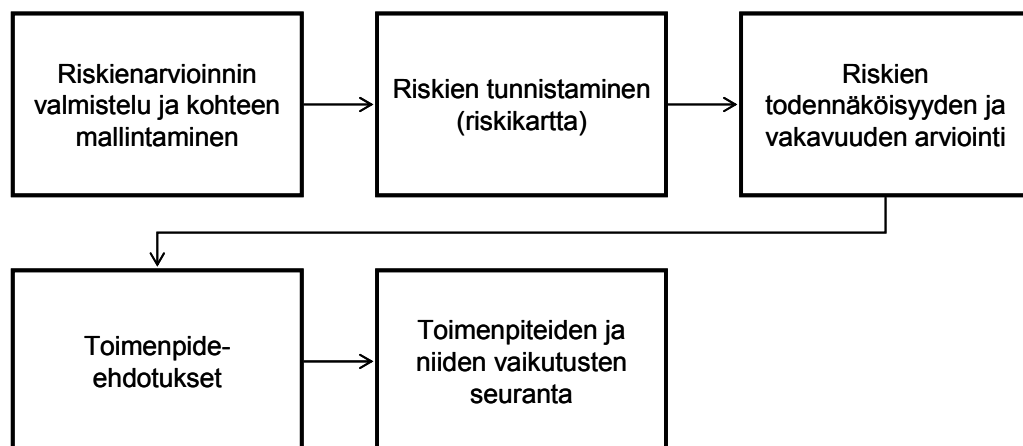 Riskienarvioinnin
valmistelu ja kohteen
mallintaminen
Riskien tunnistaminen
(riskikartta)
Riskien
todennäköisyyden ja
vakavuuden arviointi
Toimenpide-
ehdotukset
Toimenpiteiden ja
niiden vaikutusten
seuranta